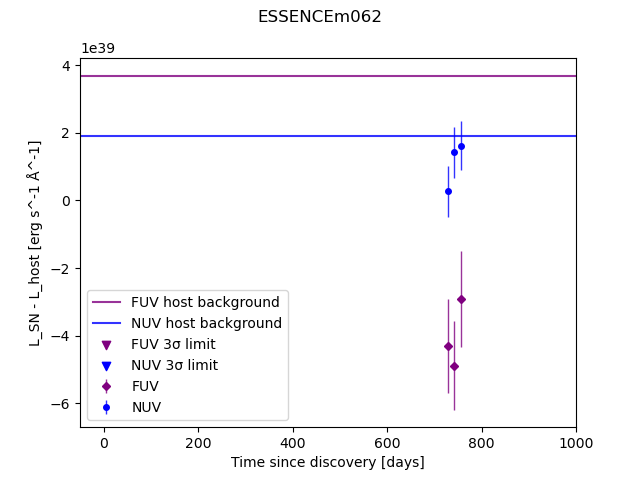 ESSENCEm062
1e39
4
2
0
−2
−4
−6
L_SN - L_host [erg s^-1 Å^-1]
FUV host background
NUV host background
FUV 3σ limit
NUV 3σ limit
FUV
NUV
0 200 400 600 800 1000
Time since discovery [days]